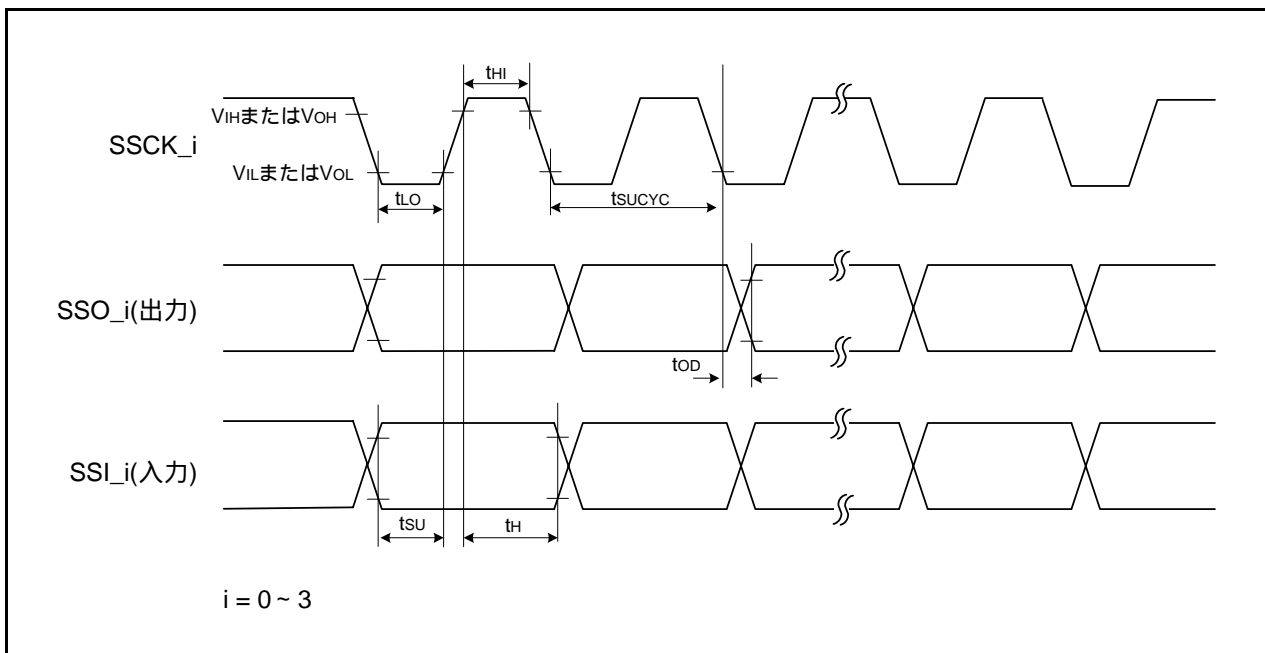 tHI
VIHまたはVOH
SSCK_i
VILまたはVOL
tLO
tSUCYC
SSO_i(出力)
tOD
SSI_i(入力)
tSU
tH
i = 0 ~ 3